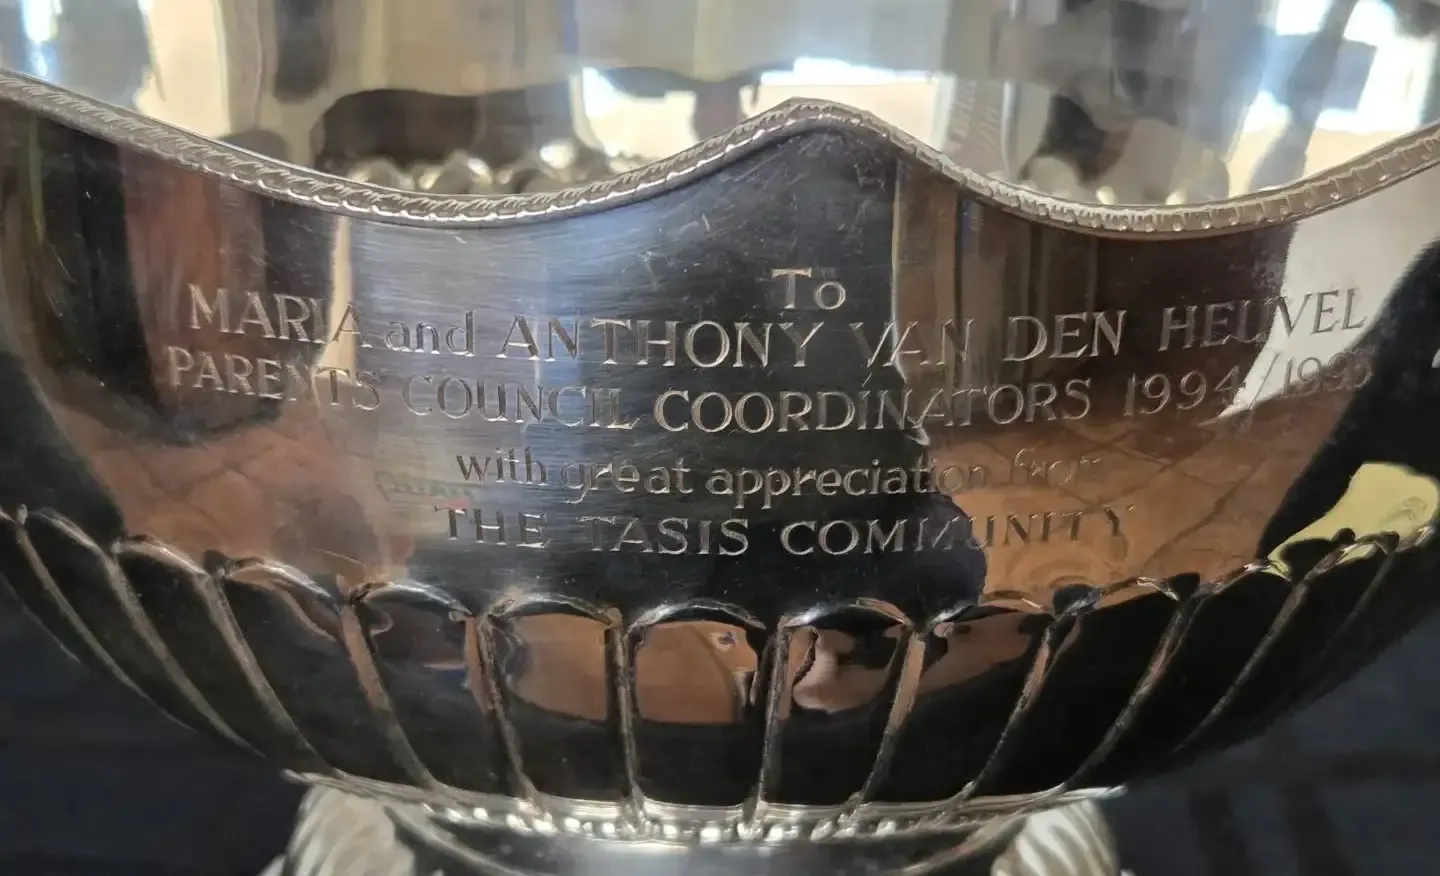 To
MARIA and ANTHONY VAN DEN HEUVEL
PARENTS COUNCIL COORDINATORS 1994/1995
with great appreciation from
THE TASIS COMMUNITY